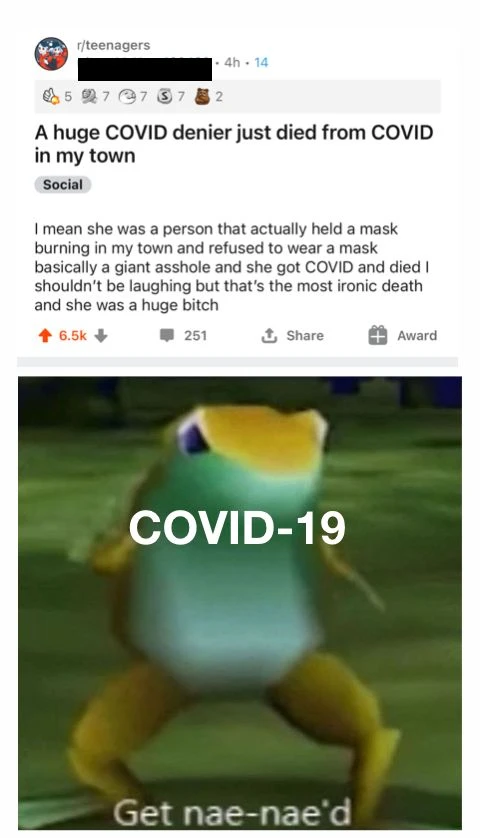 r/teenagers
· 4h · 14
5 7 7 7 2
A huge COVID denier just died from COVID
in my town
Social
I mean she was a person that actually held a mask
burning in my town and refused to wear a mask
basically a giant asshole and she got COVID and died I
shouldn't be laughing but that's the most ironic death
and she was a huge bitch
6.5k 251 Share Award
COVID-19
Get nae-nae'd